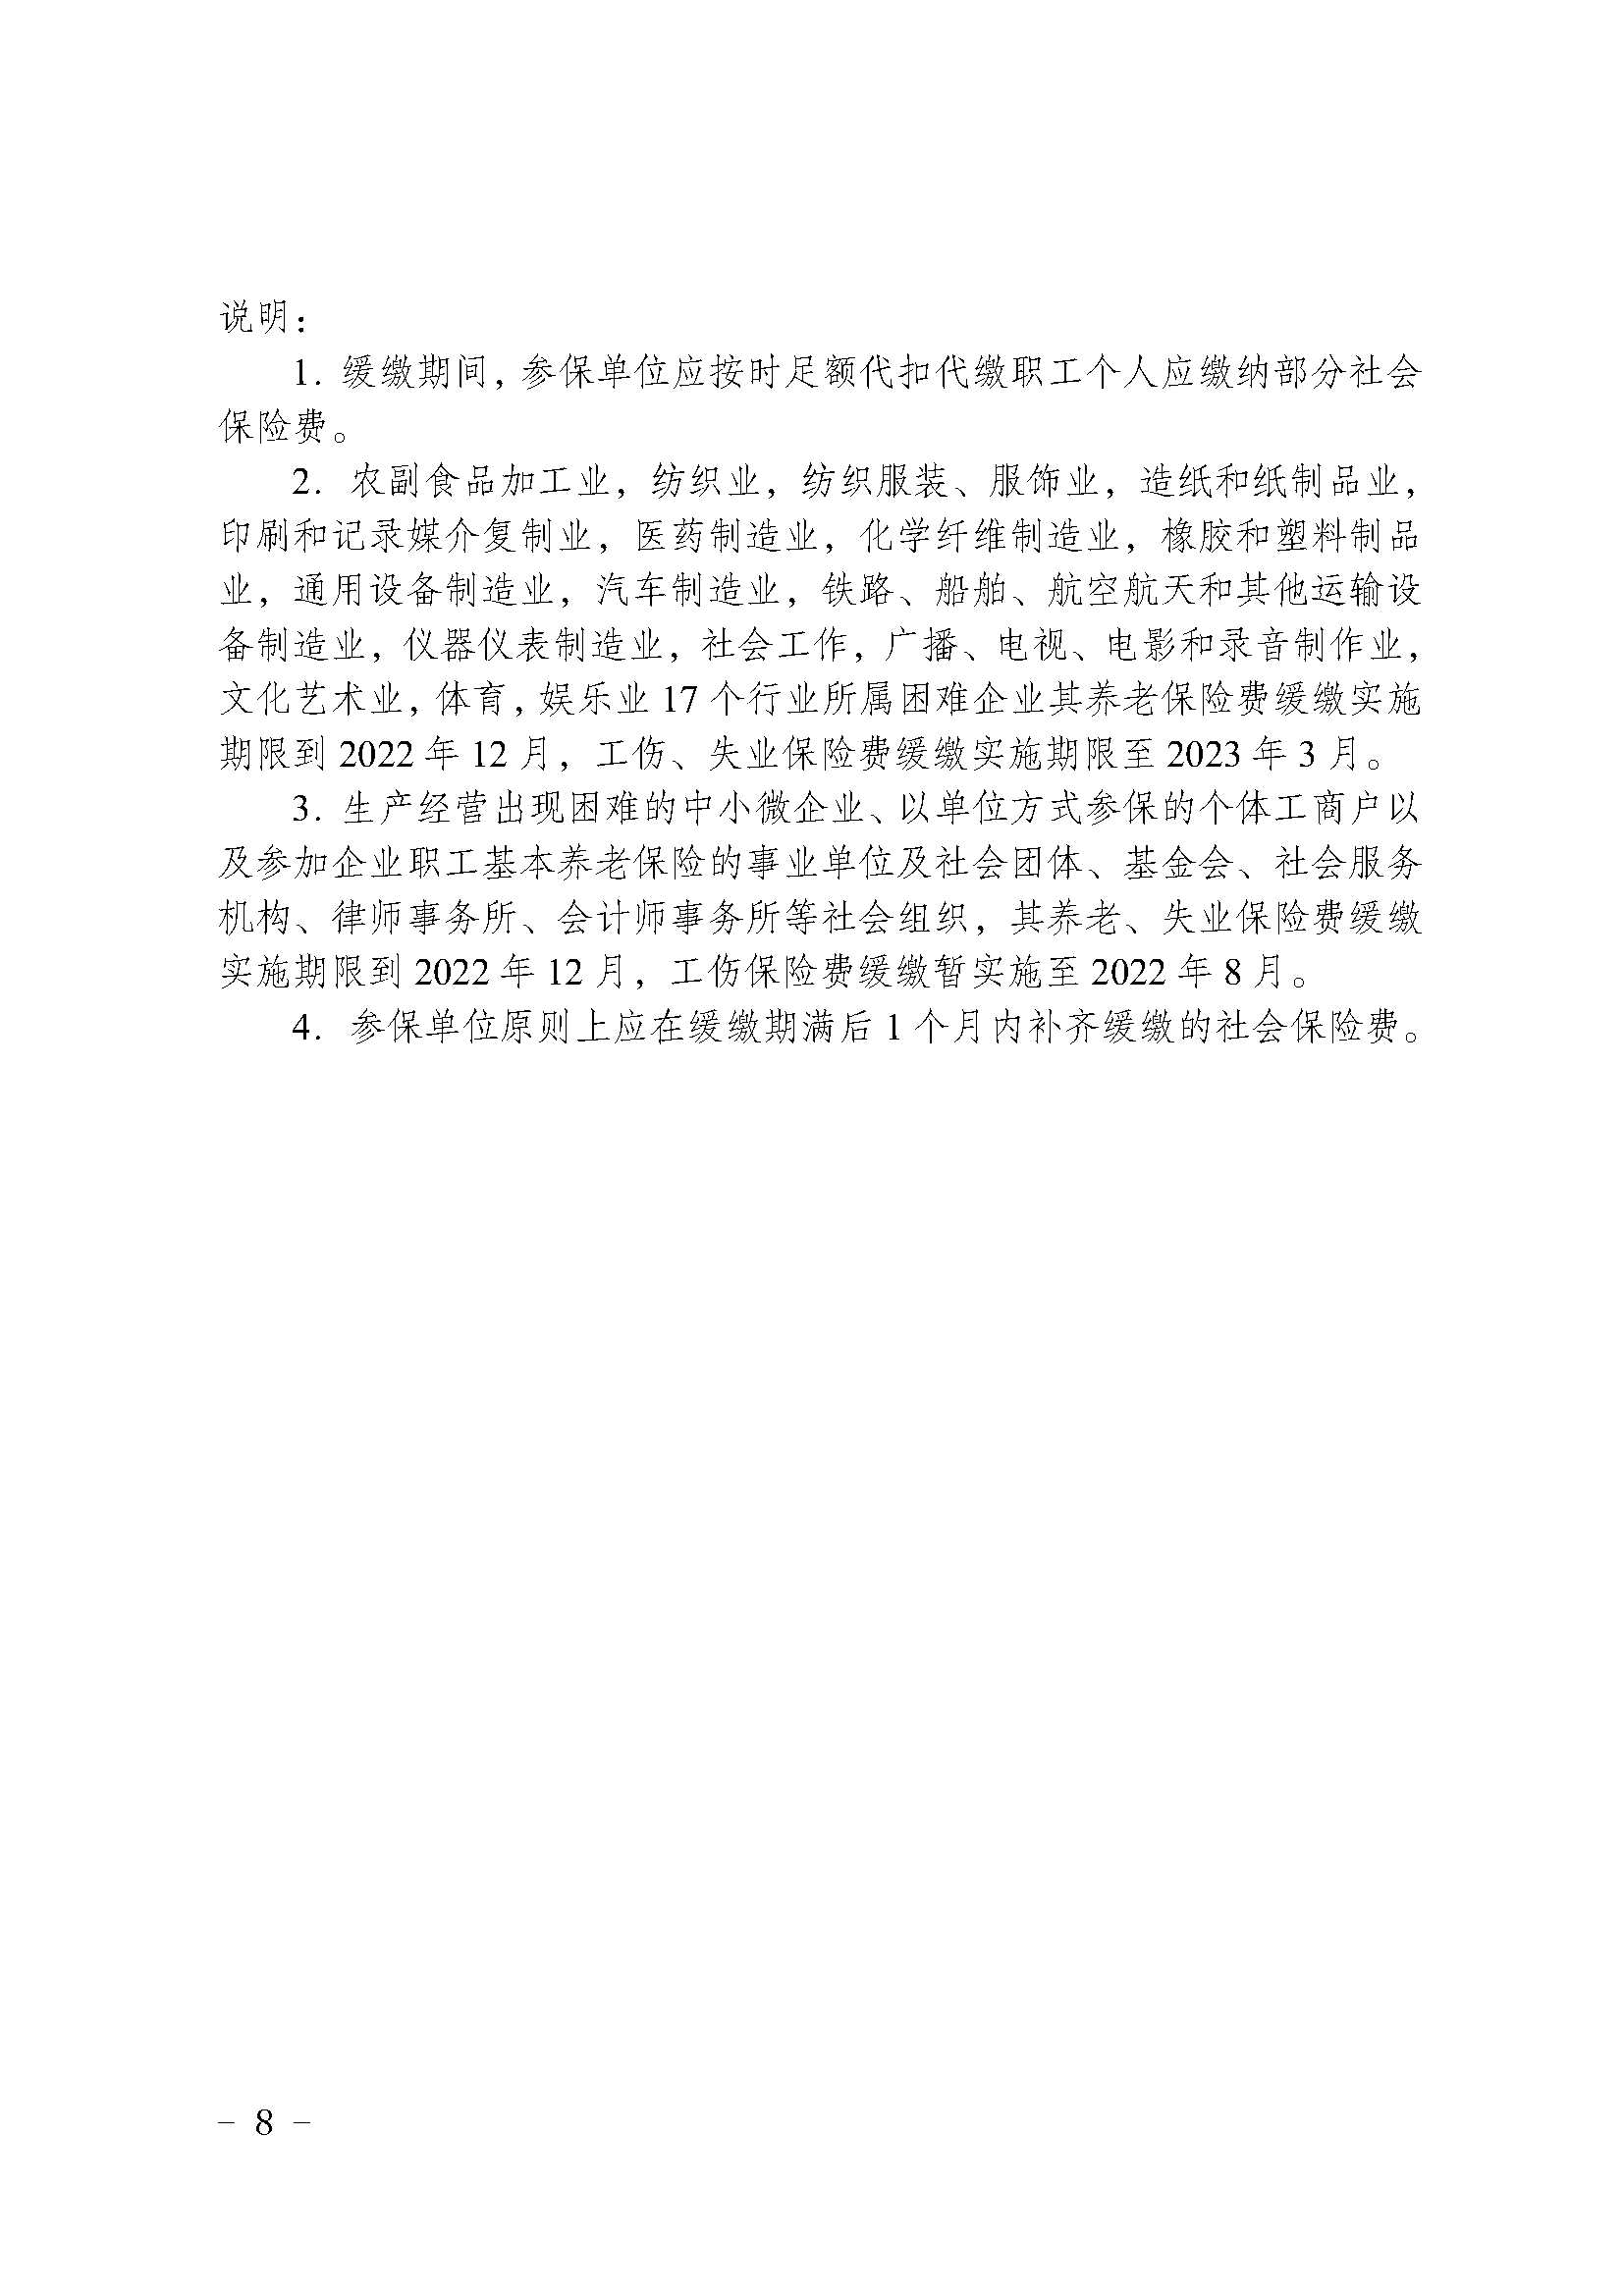 说明：
1. 缓缴期间，参保单位应按时足额代扣代缴职工个人应缴纳部分社会
保险费。
2. 农副食品加工业，纺织业，纺织服装、服饰业，造纸和纸制品业，
印刷和记录媒介复制业，医药制造业，化学纤维制造业，橡胶和塑料制品
业，通用设备制造业，汽车制造业，铁路、船舶、航空航天和其他运输设
备制造业，仪器仪表制造业，社会工作，广播、电视、电影和录音制作业，
文化艺术业，体育，娱乐业 17 个行业所属困难企业其养老保险费缓缴实施
期限到 2022 年 12 月，工伤、失业保险费缓缴实施期限至 2023 年 3 月。
3. 生产经营出现困难的中小微企业、以单位方式参保的个体工商户以
及参加企业职工基本养老保险的事业单位及社会团体、基金会、社会服务
机构、律师事务所、会计师事务所等社会组织，其养老、失业保险费缓缴
实施期限到 2022 年 12 月，工伤保险费缓缴暂实施至 2022 年 8 月。
4. 参保单位原则上应在缓缴期满后 1 个月内补齐缓缴的社会保险费。
- 8 -